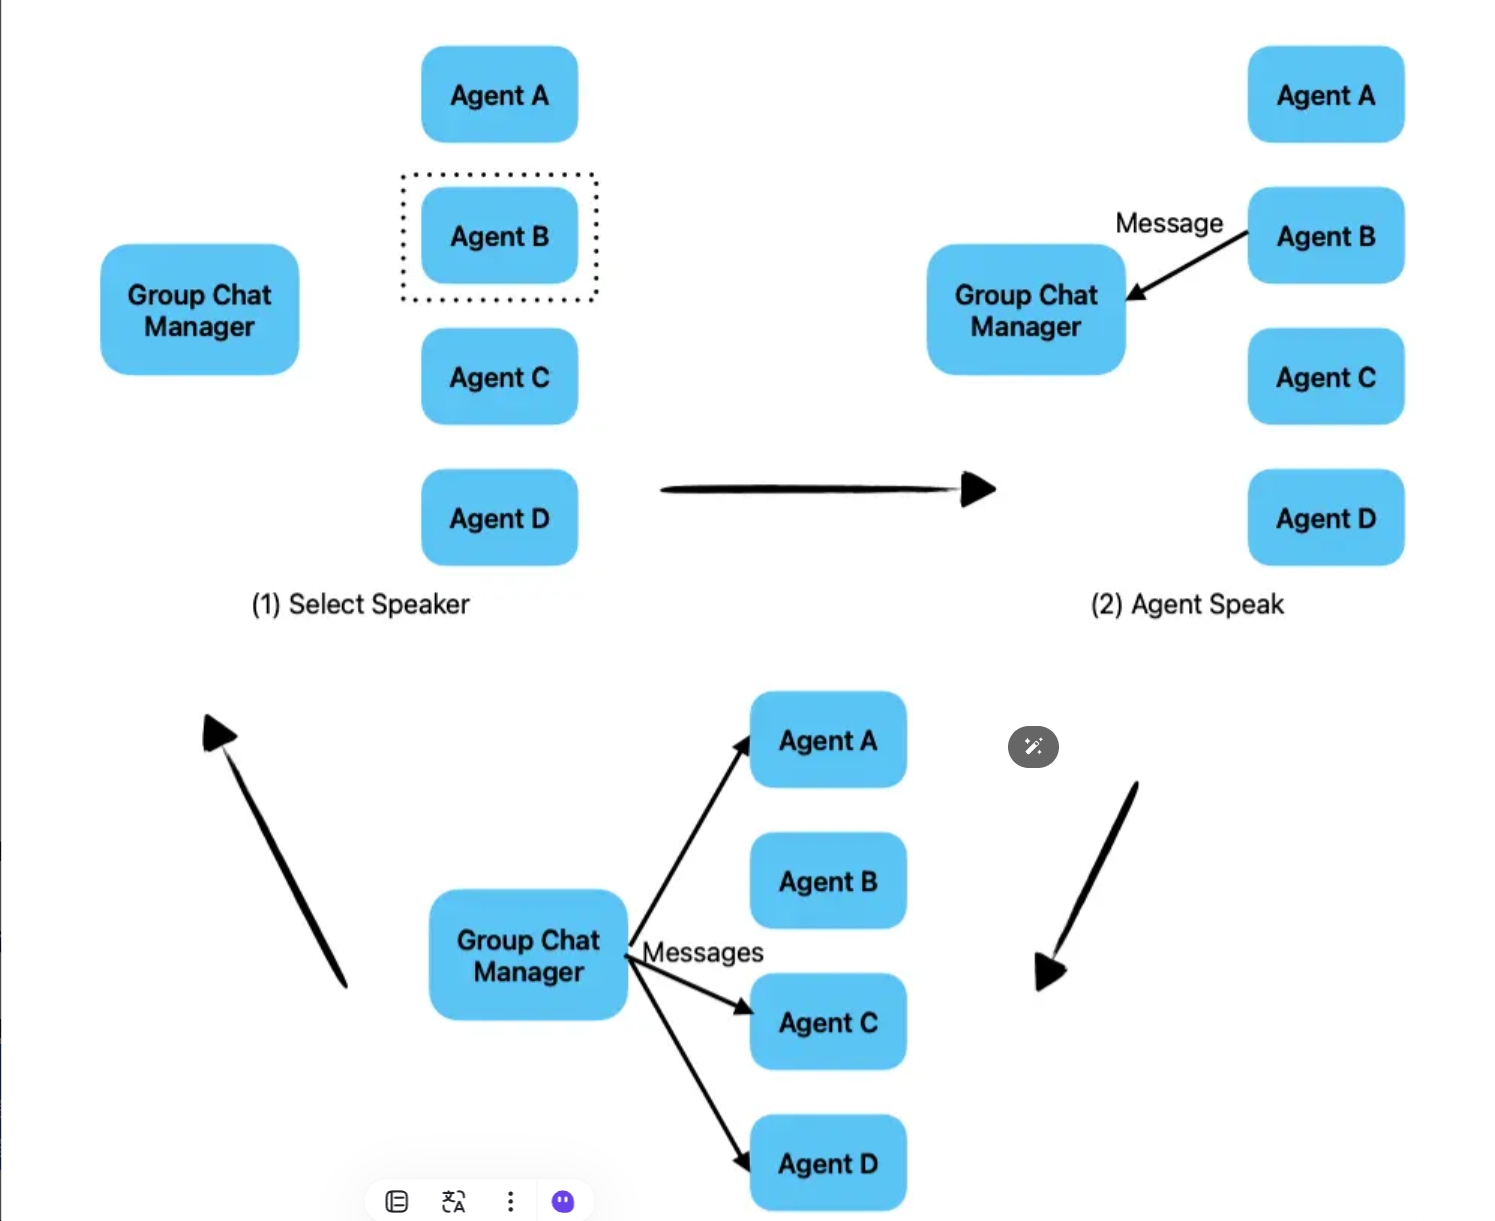 Agent A
Agent B
Group Chat
Manager
Agent C
Agent D
(1) Select Speaker
Agent A
Message
Agent B
Group Chat
Manager
Agent C
Agent D
(2) Agent Speak
Agent A
Agent B
Group Chat
Manager
Messages
Agent C
Agent D